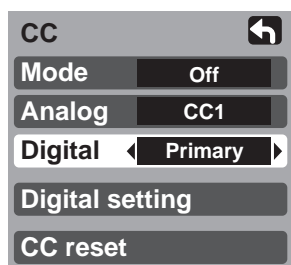 CC
Mode Off
Analog CC1
Digital Primary
Digital setting
CC reset